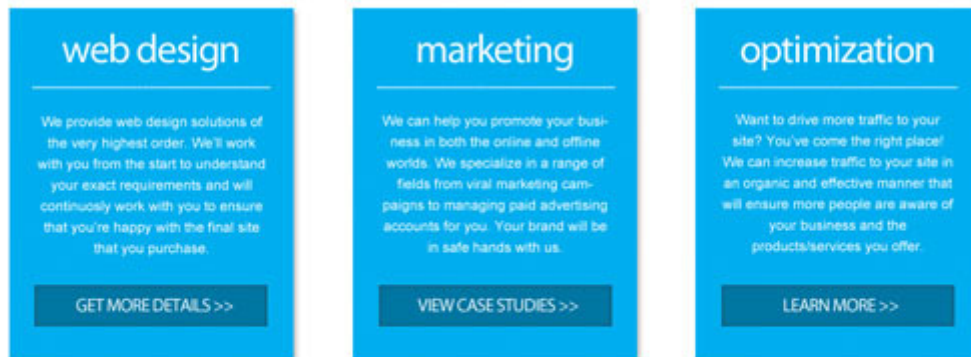 web design
We provide web design solutions of
the very highest order. We'll work
with you from the start to understand
your exact requirements and will
continuosly work with you to ensure
that you're happy with the final site
that you purchase.
GET MORE DETAILS >>
marketing
We can help you promote your busi-
ness in both the online and offline
worlds. We specialize in a range of
fields from viral marketing cam-
paigns to managing paid advertising
accounts for you. Your brand will be
in safe hands with us.
VIEW CASE STUDIES >>
optimization
Want to drive more traffic to your
site? You've come the right place!
We can increase traffic to your site in
an organic and effective manner that
will ensure more people are aware of
your business and the
products/services you offer.
LEARN MORE >>